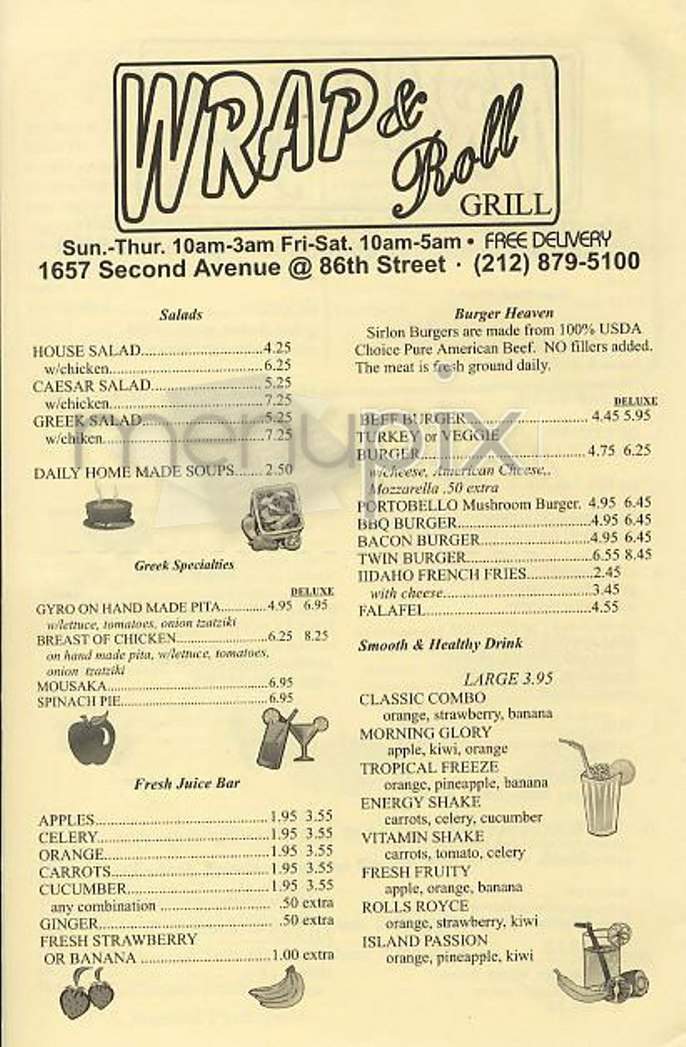 WRAP & Roll
GRILL
Sun.-Thur. 10am-3am Fri-Sat. 10am-5am • FREE DELIVERY
1657 Second Avenue @ 86th Street · (212) 879-5100
Salads
HOUSE SALAD............................4.25
w/chicken...................................6.25
CAESAR SALAD......................... 5.25
w/chicken...................................7.25
GREEK SALAD...........................5.25
w/chiken.....................................7.25
DAILY HOME MADE SOUPS....... 2.50
Greek Specialties
DELUXE
GYRO ON HAND MADE PITA............4.95 6.95
w/lettuce, tomatoes, onion tzatziki
BREAST OF CHICKEN........................6.25 8.25
on hand made pita, w/lettuce, tomatoes,
onion tzatziki
MOUSAKA..........................................6.95
SPINACH PIE.......................................6.95
Fresh Juice Bar
APPLES..........................................1.95 3.55
CELERY.........................................1.95 3.55
ORANGE........................................1.95 3.55
CARROTS......................................1.95 3.55
CUCUMBER..................................1.95 3.55
any combination .......................... .50 extra
GINGER......................................... .50 extra
FRESH STRAWBERRY
OR BANANA ..............................1.00 extra
Burger Heaven
Sirlon Burgers are made from 100% USDA
Choice Pure American Beef. NO fillers added.
The meat is fresh ground daily.
DELUXE
BEEF BURGER............................ 4.45 5.95
TURKEY or VEGGIE
BURGER.......................................4.75 6.25
w/cheese, American Cheese,.
Mozzarella .50 extra
PORTOBELLO Mushroom Burger. 4.95 6.45
BBQ BURGER...............................4.95 6.45
BACON BURGER.........................4.95 6.45
TWIN BURGER.............................6.55 8.45
IIDAHO FRENCH FRIES...............2.45
with cheese...................................3.45
FALAFEL......................................4.55
Smooth & Healthy Drink
LARGE 3.95
CLASSIC COMBO
orange, strawberry, banana
MORNING GLORY
apple, kiwi, orange
TROPICAL FREEZE
orange, pineapple, banana
ENERGY SHAKE
carrots, celery, cucumber
VITAMIN SHAKE
carrots, tomato, celery
FRESH FRUITY
apple, orange, banana
ROLLS ROYCE
orange, strawberry, kiwi
ISLAND PASSION
orange, pineapple, kiwi
menupix